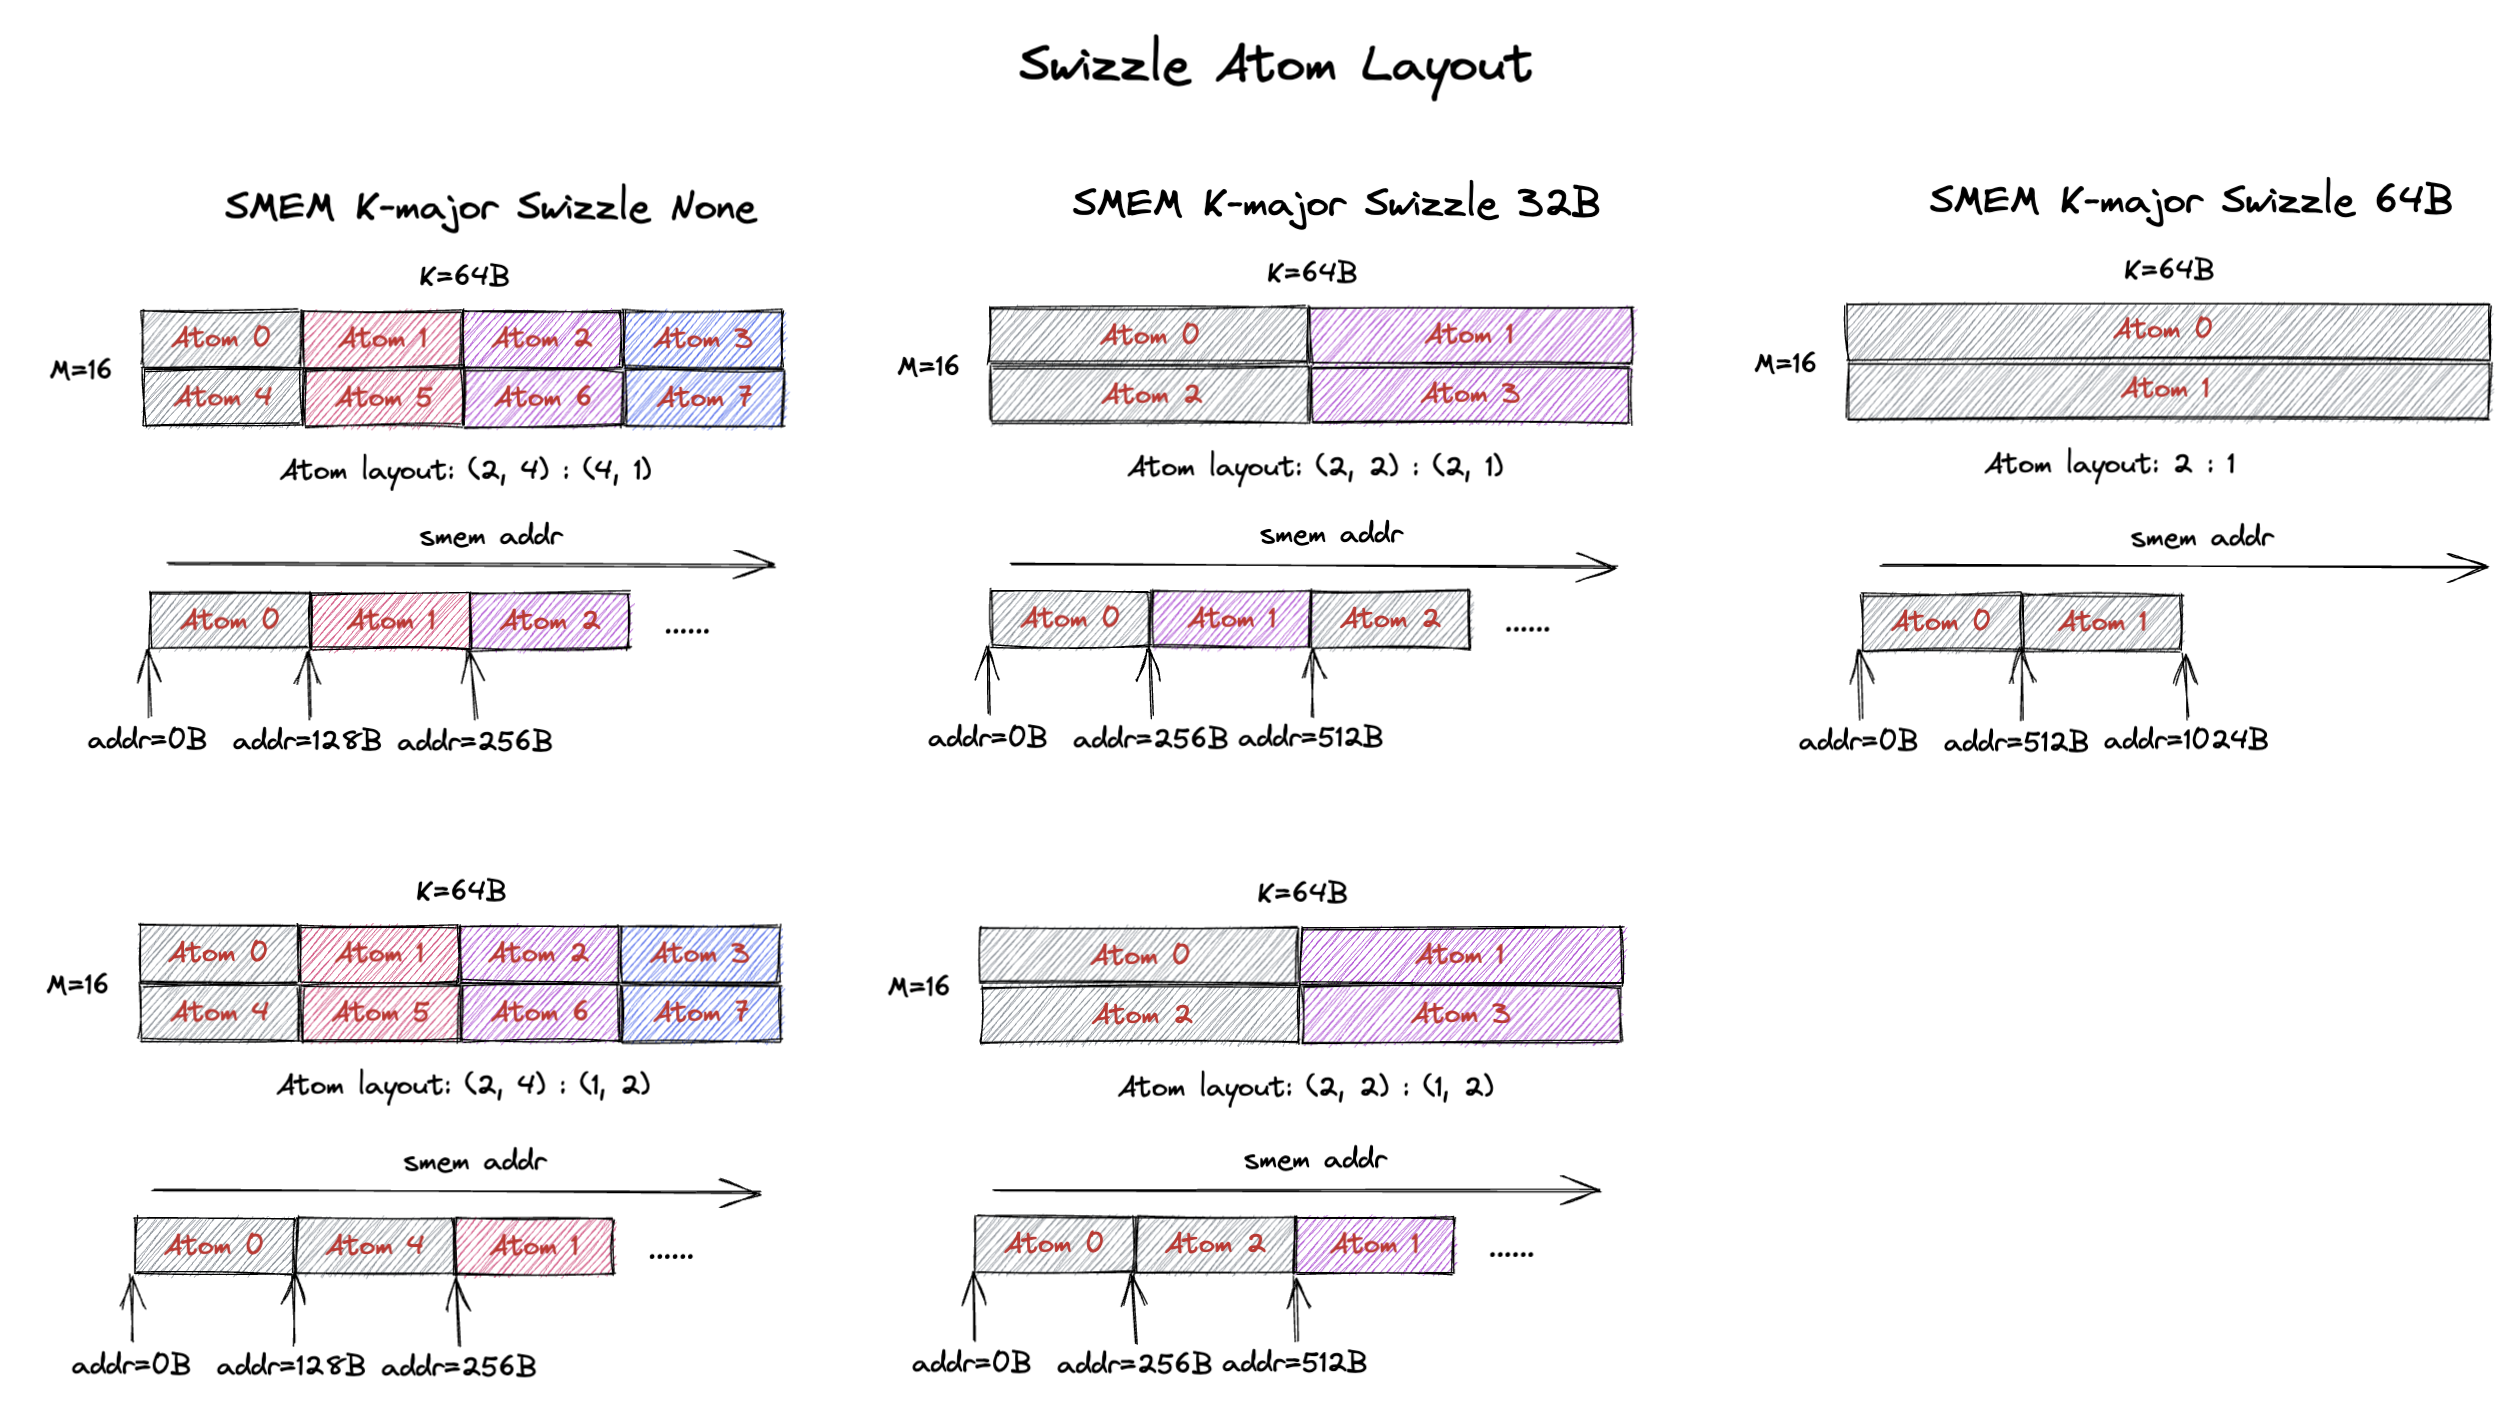 Swizzle Atom Layout
SMEM K-major Swizzle None
K=64B
M=16
Atom 0 Atom 1 Atom 2 Atom 3
Atom 4 Atom 5 Atom 6 Atom 7
Atom layout: (2, 4) : (4, 1)
smem addr
Atom 0 Atom 1 Atom 2 ......
addr=0B addr=128B addr=256B
SMEM K-major Swizzle 32B
K=64B
M=16
Atom 0 Atom 1
Atom 2 Atom 3
Atom layout: (2, 2) : (2, 1)
smem addr
Atom 0 Atom 1 Atom 2 ......
addr=0B addr=256B addr=512B
SMEM K-major Swizzle 64B
K=64B
M=16
Atom 0
Atom 1
Atom layout: 2 : 1
smem addr
Atom 0 Atom 1
addr=0B addr=512B addr=1024B
K=64B
M=16
Atom 0 Atom 1 Atom 2 Atom 3
Atom 4 Atom 5 Atom 6 Atom 7
Atom layout: (2, 4) : (1, 2)
smem addr
Atom 0 Atom 4 Atom 1 ......
addr=0B addr=128B addr=256B
K=64B
M=16
Atom 0 Atom 1
Atom 2 Atom 3
Atom layout: (2, 2) : (1, 2)
smem addr
Atom 0 Atom 2 Atom 1 ......
addr=0B addr=256B addr=512B